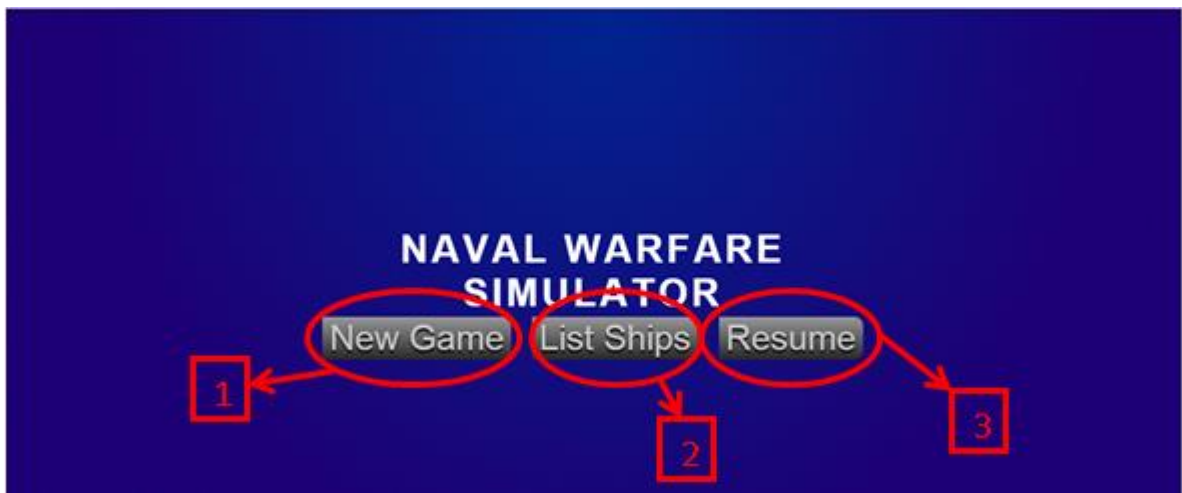 NAVAL WARFARE
SIMULATOR
New Game List Ships Resume
1
2
3